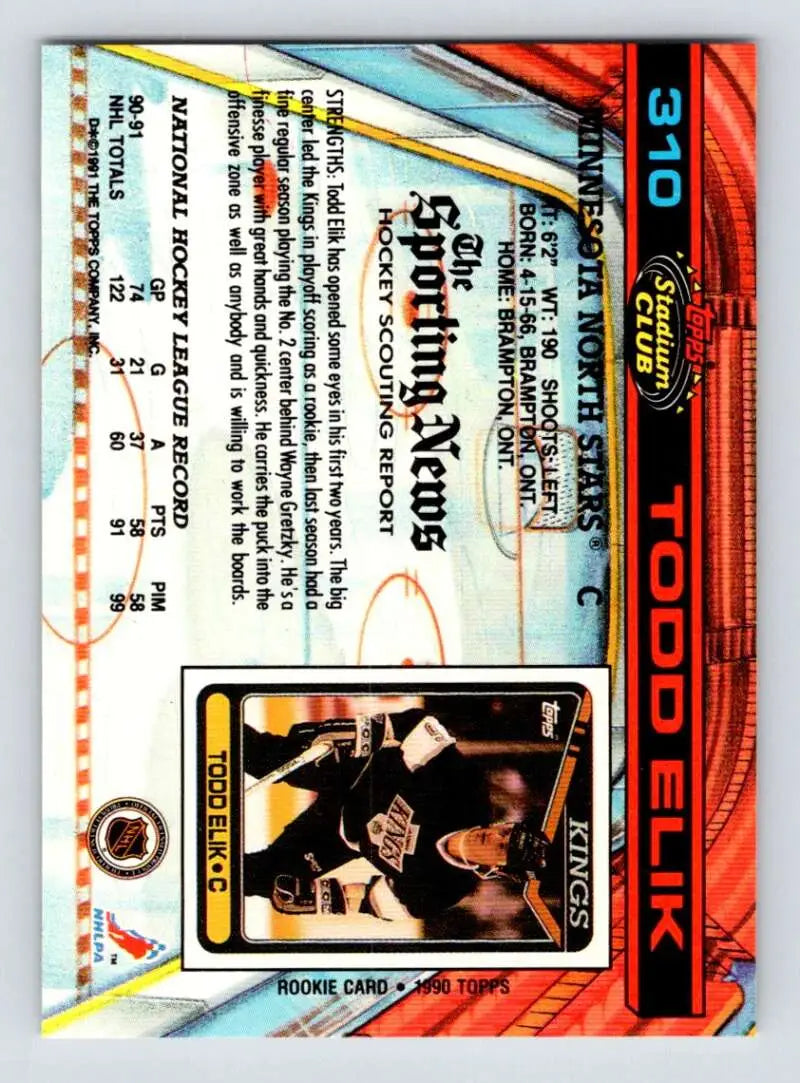 310
TOPPS
Stadium
CLUB
TODD ELIK
MINNESOTA NORTH STARS® C
HT: 6'2" WT: 190 SHOOTS: LEFT
BORN: 4-15-66, BRAMPTON, ONT.
HOME: BRAMPTON, ONT.
The
Sporting News
HOCKEY SCOUTING REPORT
STRENGTHS: Todd Elik has opened some eyes in his first two years. The big
center led the Kings in playoff scoring as a rookie, then last season had a
fine regular season playing the No. 2 center behind Wayne Gretzky. He's a
finesse player with great hands and quickness. He carries the puck into the
offensive zone as well as anybody and is willing to work the boards.
NATIONAL HOCKEY LEAGUE RECORD
GP G A PTS PIM
90-91 74 21 37 58 58
NHL TOTALS 122 31 60 91 99
D*©1991 THE TOPPS COMPANY, INC.
topps
KINGS
KINGS
TODD ELIK • C
ROOKIE CARD • 1990 TOPPS
NHL
NHLPA
TM